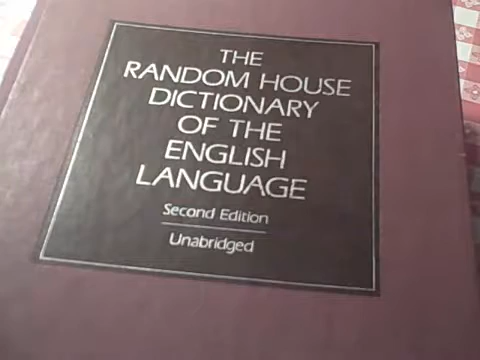 THE
RANDOM HOUSE
DICTIONARY
OF THE
ENGLISH
LANGUAGE
Second Edition
Unabridged